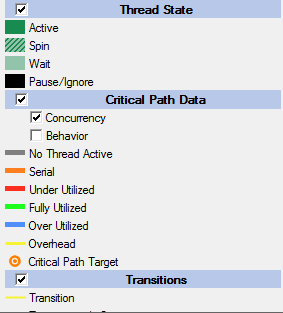 Thread State
Active
Spin
Wait
Pause/Ignore
Critical Path Data
Concurrency
Behavior
No Thread Active
Serial
Under Utilized
Fully Utilized
Over Utilized
Overhead
Critical Path Target
Transitions
Transition